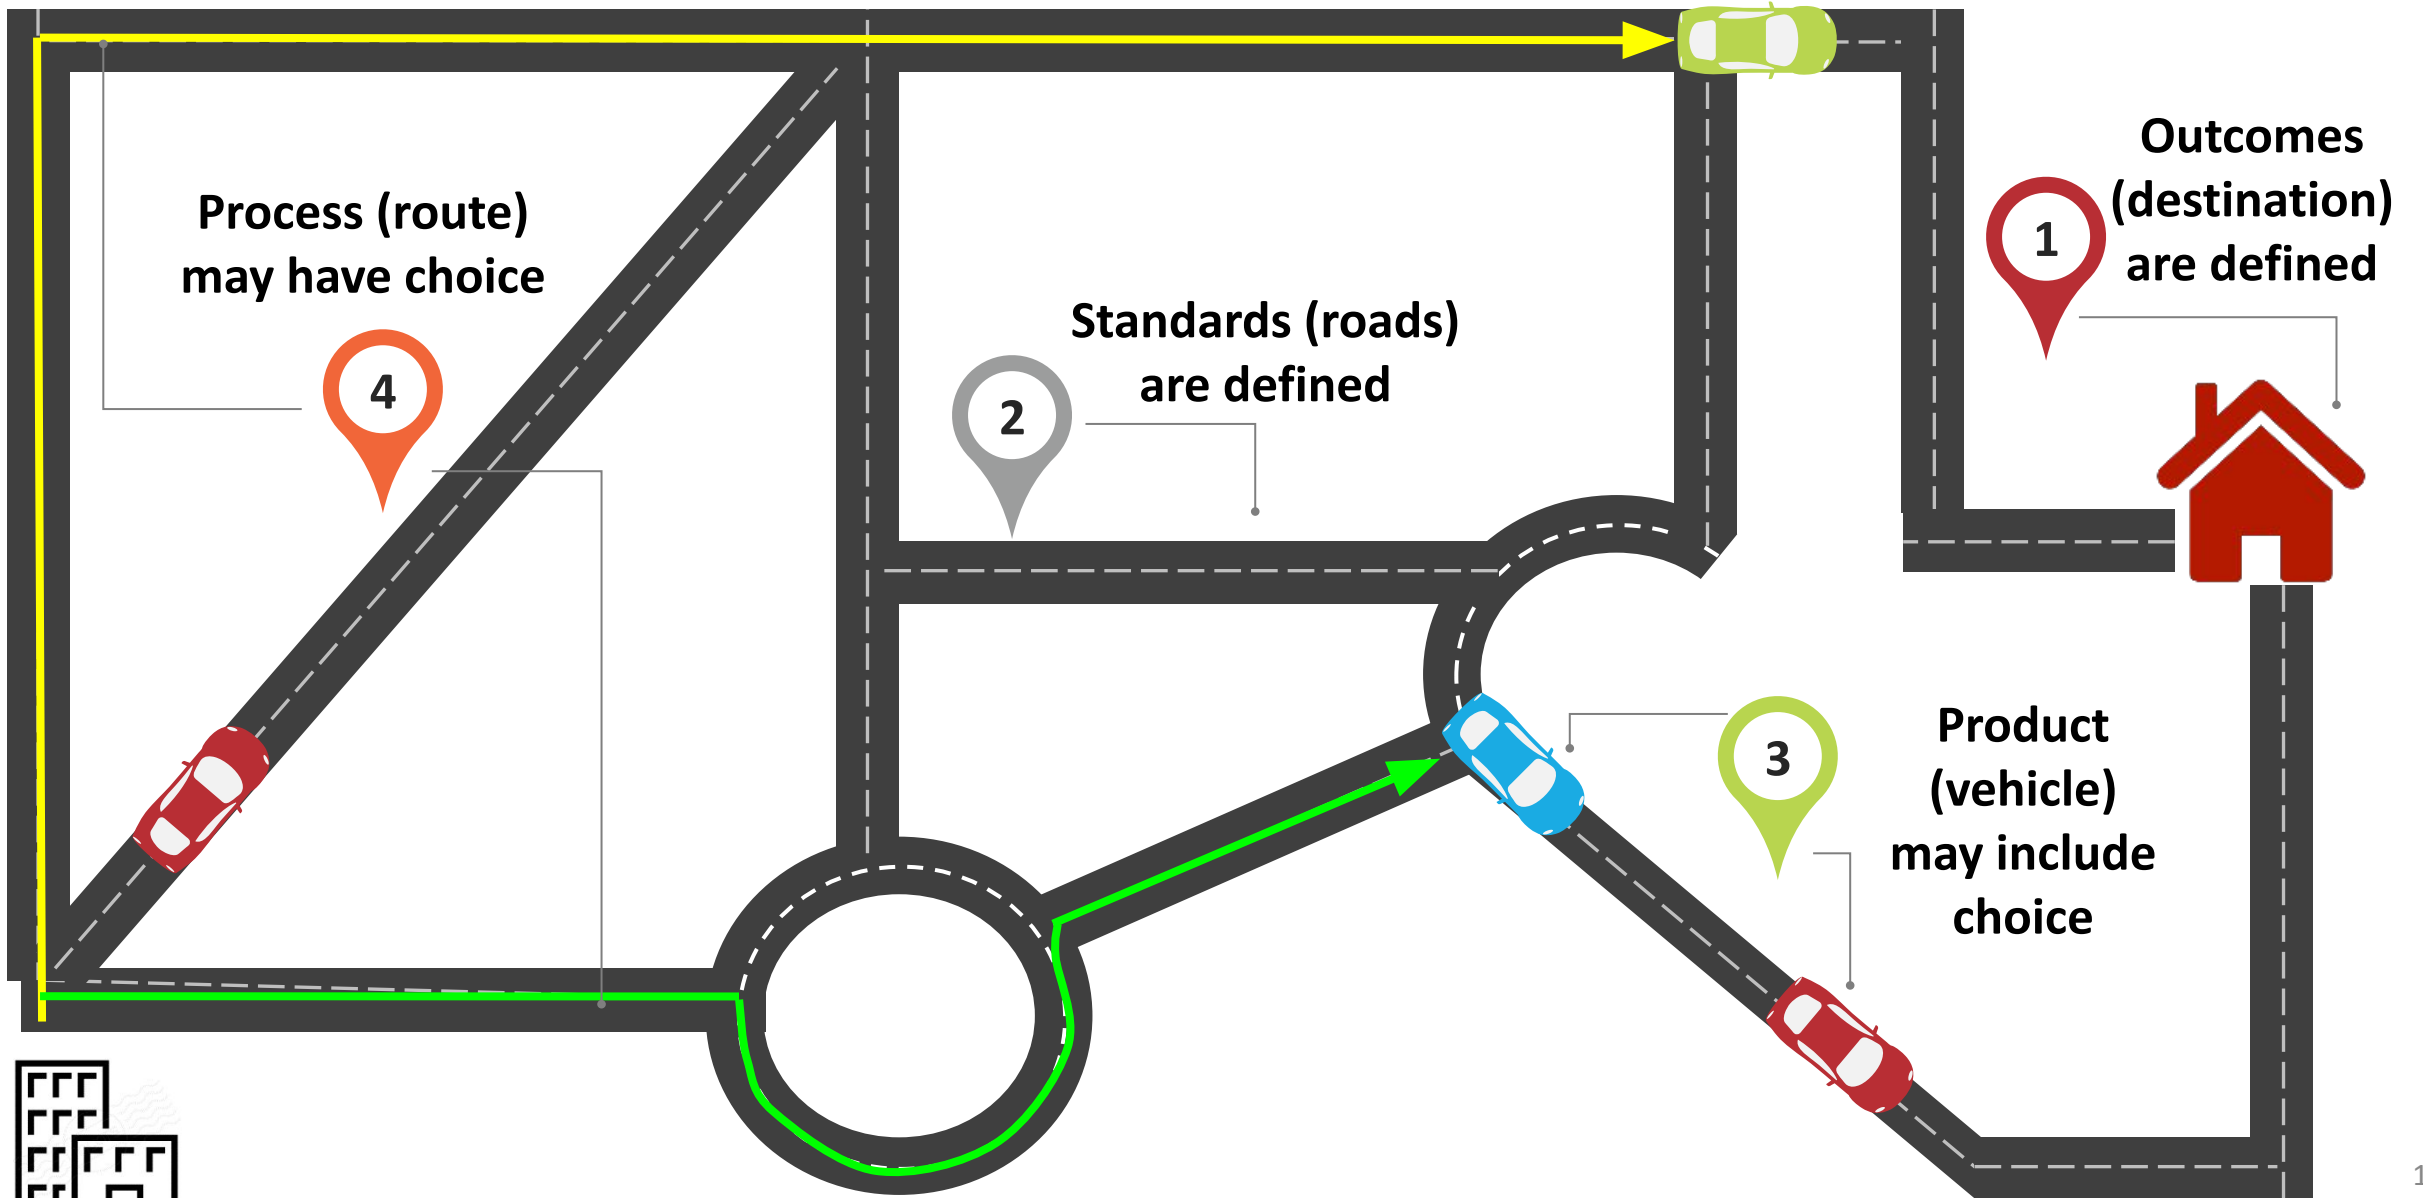 Outcomes
(destination)
are defined
1
Process (route)
may have choice
4
Standards (roads)
are defined
2
Product
(vehicle)
may include
choice
3
1